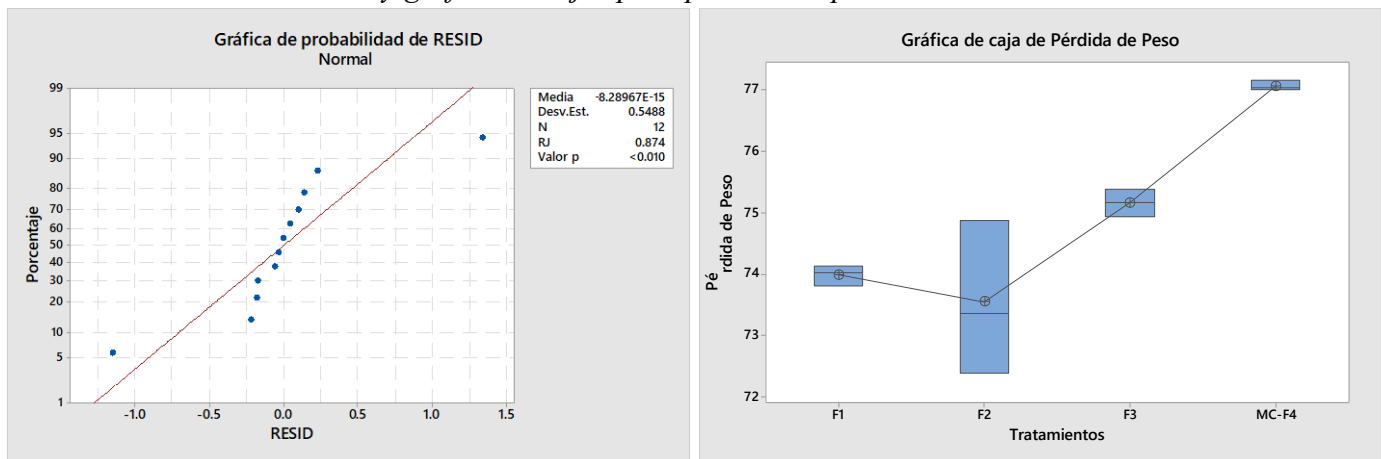 Gráfica de probabilidad de RESID
Normal
99
95
90
80
70
60
50
40
30
20
10
5
1
Porcentaje
-1.0 -0.5 0.0 0.5 1.0 1.5
RESID
Media -8.28967E-15
Desv.Est. 0.5488
N 12
RJ 0.874
Valor p <0.010
Gráfica de caja de Pérdida de Peso
77
76
75
74
73
72
Pé
rdida de Peso
F1 F2 F3 MC-F4
Tratamientos